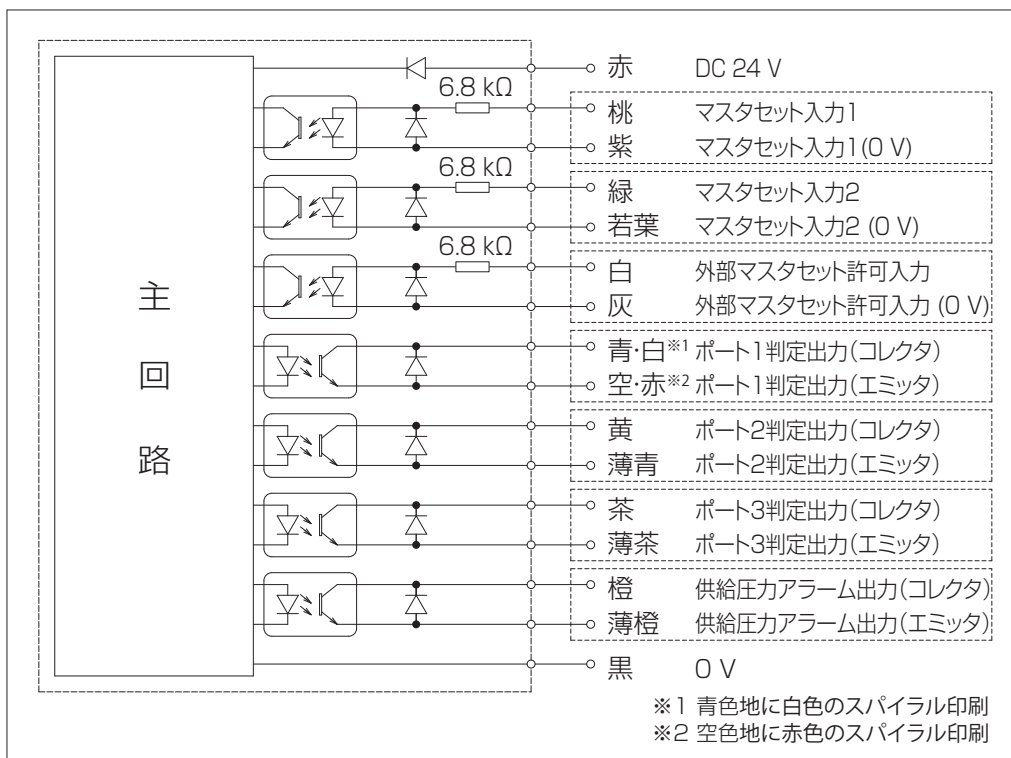 赤 DC 24 V
6.8 kΩ
桃 マスタセット入力1
紫 マスタセット入力1(0 V)
6.8 kΩ
緑 マスタセット入力2
若葉 マスタセット入力2 (0 V)
6.8 kΩ
白 外部マスタセット許可入力
灰 外部マスタセット許可入力 (0 V)
主回路
青･白※1 ポート1判定出力(コレクタ)
空･赤※2 ポート1判定出力(エミッタ)
黄 ポート2判定出力(コレクタ)
薄青 ポート2判定出力(エミッタ)
茶 ポート3判定出力(コレクタ)
薄茶 ポート3判定出力(エミッタ)
橙 供給圧力アラーム出力(コレクタ)
薄橙 供給圧力アラーム出力(エミッタ)
黒 0 V
※1 青色地に白色のスパイラル印刷
※2 空色地に赤色のスパイラル印刷